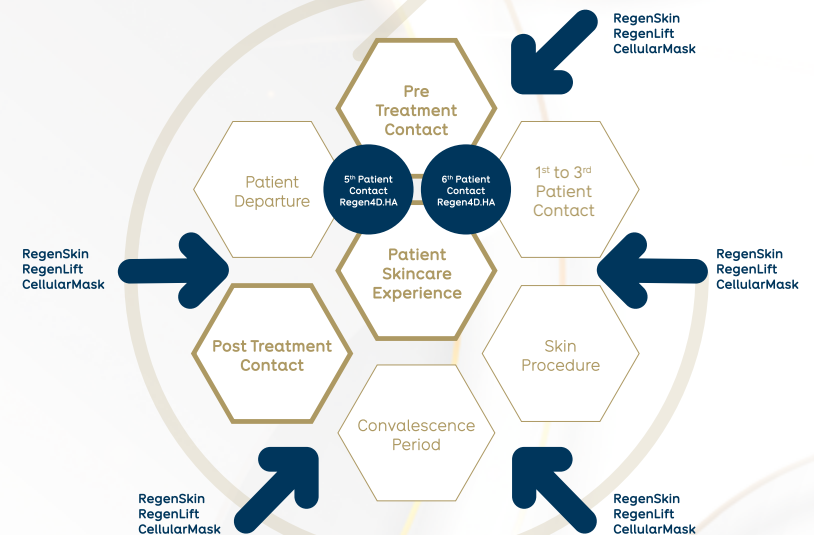 RegenSkin
RegenLift
CellularMask
Pre
Treatment
Contact
Patient
Departure
5th Patient
Contact
Regen4D.HA
6th Patient
Contact
Regen4D.HA
1st to 3rd
Patient
Contact
Patient
Skincare
Experience
RegenSkin
RegenLift
CellularMask
RegenSkin
RegenLift
CellularMask
Post Treatment
Contact
Skin
Procedure
Convalescence
Period
RegenSkin
RegenLift
CellularMask
RegenSkin
RegenLift
CellularMask